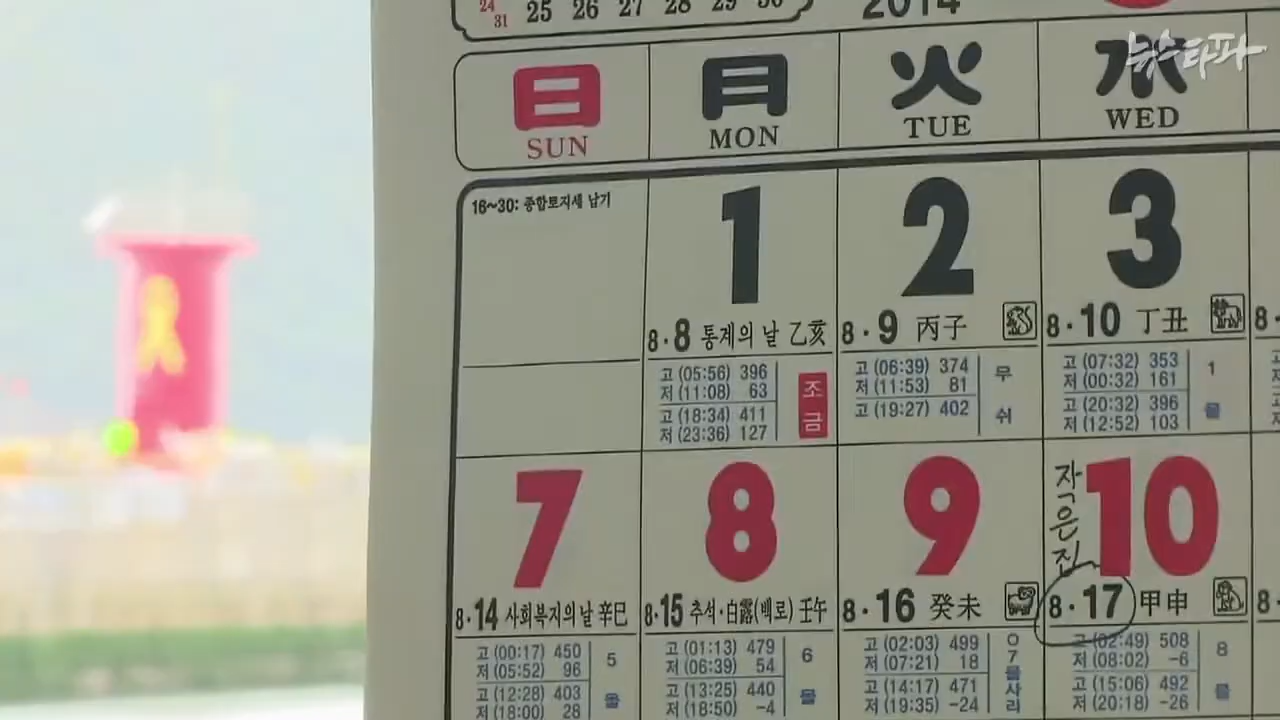 24
31 25 26 27 28 29 30
2014
뉴스타파
日 月 火 水
SUN MON TUE WED
16~30: 종합토지세 납기
1 2 3
8·8 통계의 날 乙亥 8·9 丙子 8·10 丁丑 8·
고 (05:56) 396
저 (11:08) 63
고 (18:34) 411
저 (23:36) 127
조금
고 (06:39) 374
저 (11:53) 81
고 (19:27) 402
무쉬
고 (07:32) 353
저 (00:32) 161
고 (20:32) 396
저 (12:52) 103
1물
7 8 9 작은집 10
8·14 사회복지의 날 辛巳 8·15 추석·白露(백로) 壬午 8·16 癸未 8·17 甲申 8·
고 (00:17) 450
저 (05:52) 96
고 (12:28) 403
저 (18:00) 28
5물
고 (01:13) 479
저 (06:39) 54
고 (13:25) 440
저 (18:50) -4
6물
고 (02:03) 499
저 (07:21) 18
고 (14:17) 471
저 (19:35) -24
7물사리
고 (02:49) 508
저 (08:02) -6
고 (15:06) 492
저 (20:18) -26
8물